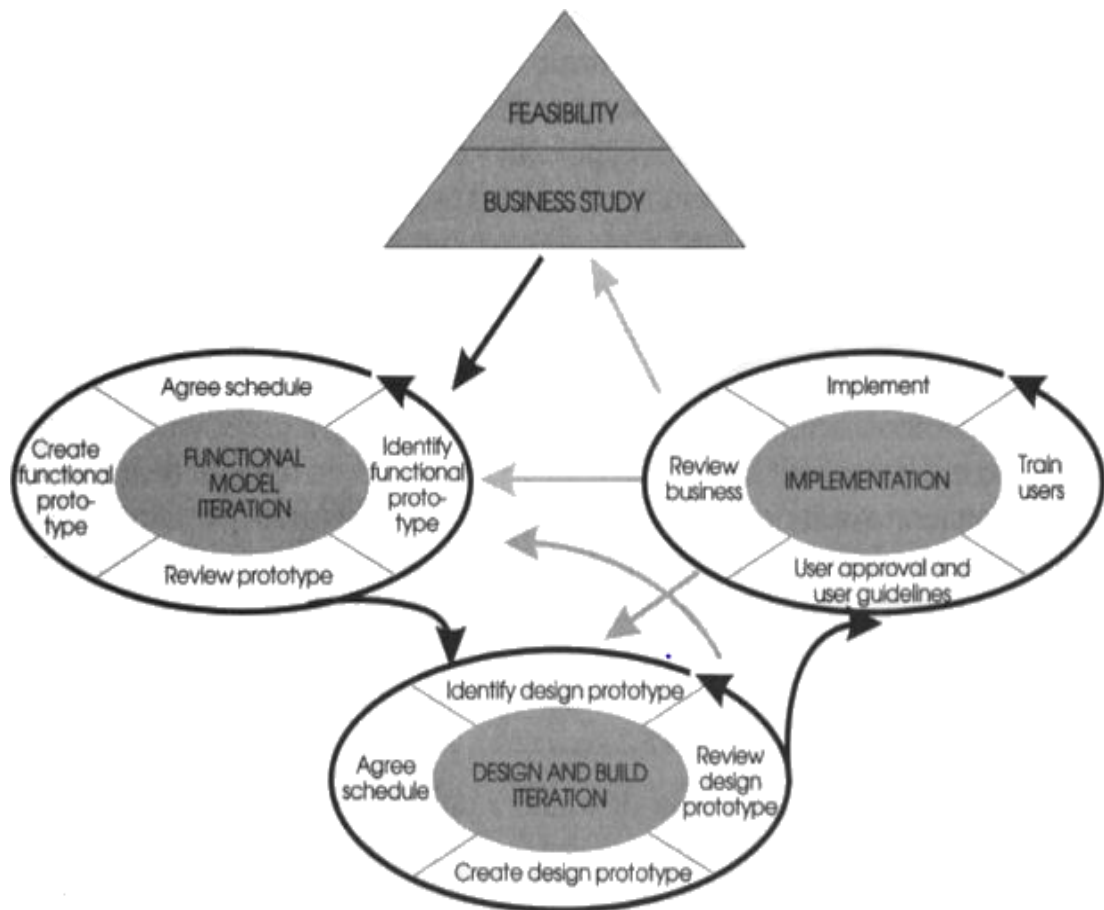 FEASIBILITY
BUSINESS STUDY
Agree schedule
Create
functional
proto-
type
FUNCTIONAL
MODEL
ITERATION
Identify
functional
proto-
type
Review prototype
Implement
Review
business
IMPLEMENTATION
Train
users
User approval and
user guidelines
Identify design prototype
Agree
schedule
DESIGN AND BUILD
ITERATION
Review
design
prototype
Create design prototype